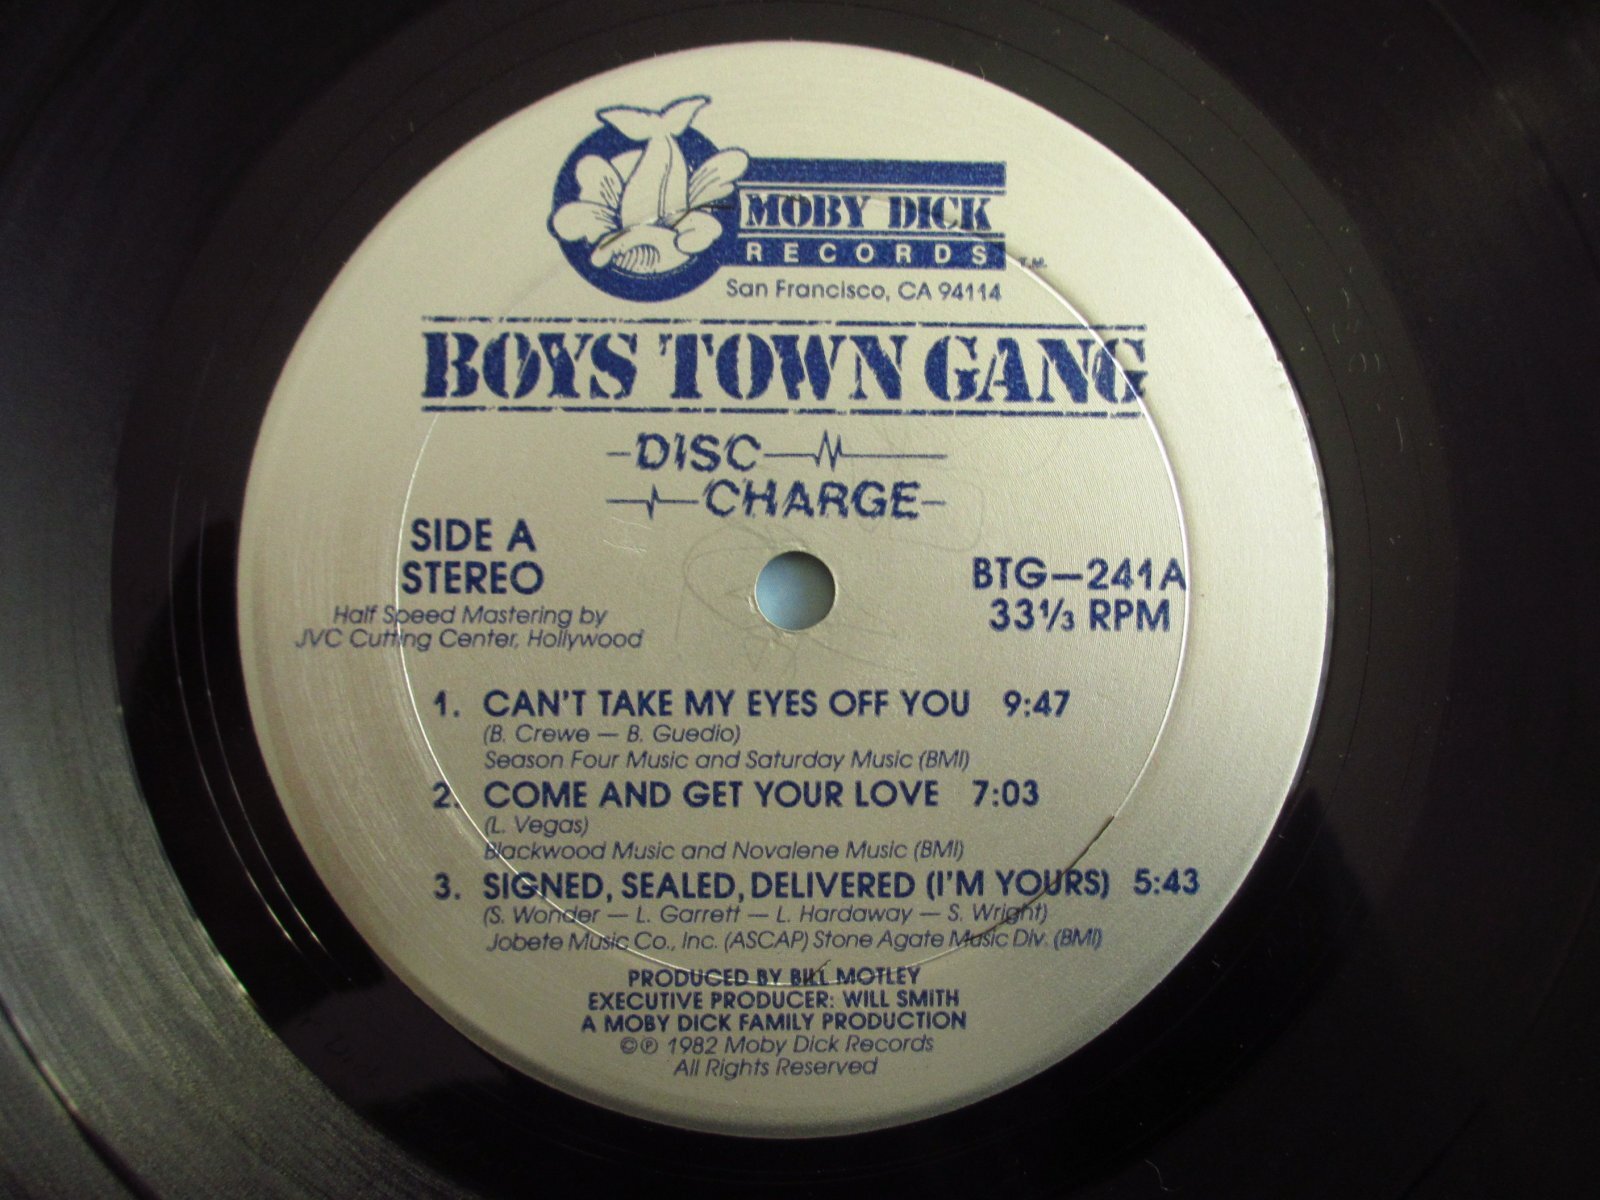 MOBY DICK
RECORDS T.M.
San Francisco, CA 94114
BOYS TOWN GANG
DISC
CHARGE
SIDE A
STEREO
Half Speed Mastering by
JVC Cutting Center, Hollywood
BTG—241A
33⅓ RPM
1. CAN'T TAKE MY EYES OFF YOU 9:47
(B. Crewe — B. Guedio)
Season Four Music and Saturday Music (BMI)
2. COME AND GET YOUR LOVE 7:03
(L. Vegas)
Blackwood Music and Novalene Music (BMI)
3. SIGNED, SEALED, DELIVERED (I'M YOURS) 5:43
(S. Wonder — L. Garrett — L. Hardaway — S. Wright)
Jobete Music Co., Inc. (ASCAP) Stone Agate Music Div. (BMI)
PRODUCED BY BILL MOTLEY
EXECUTIVE PRODUCER: WILL SMITH
A MOBY DICK FAMILY PRODUCTION
©℗ 1982 Moby Dick Records
All Rights Reserved